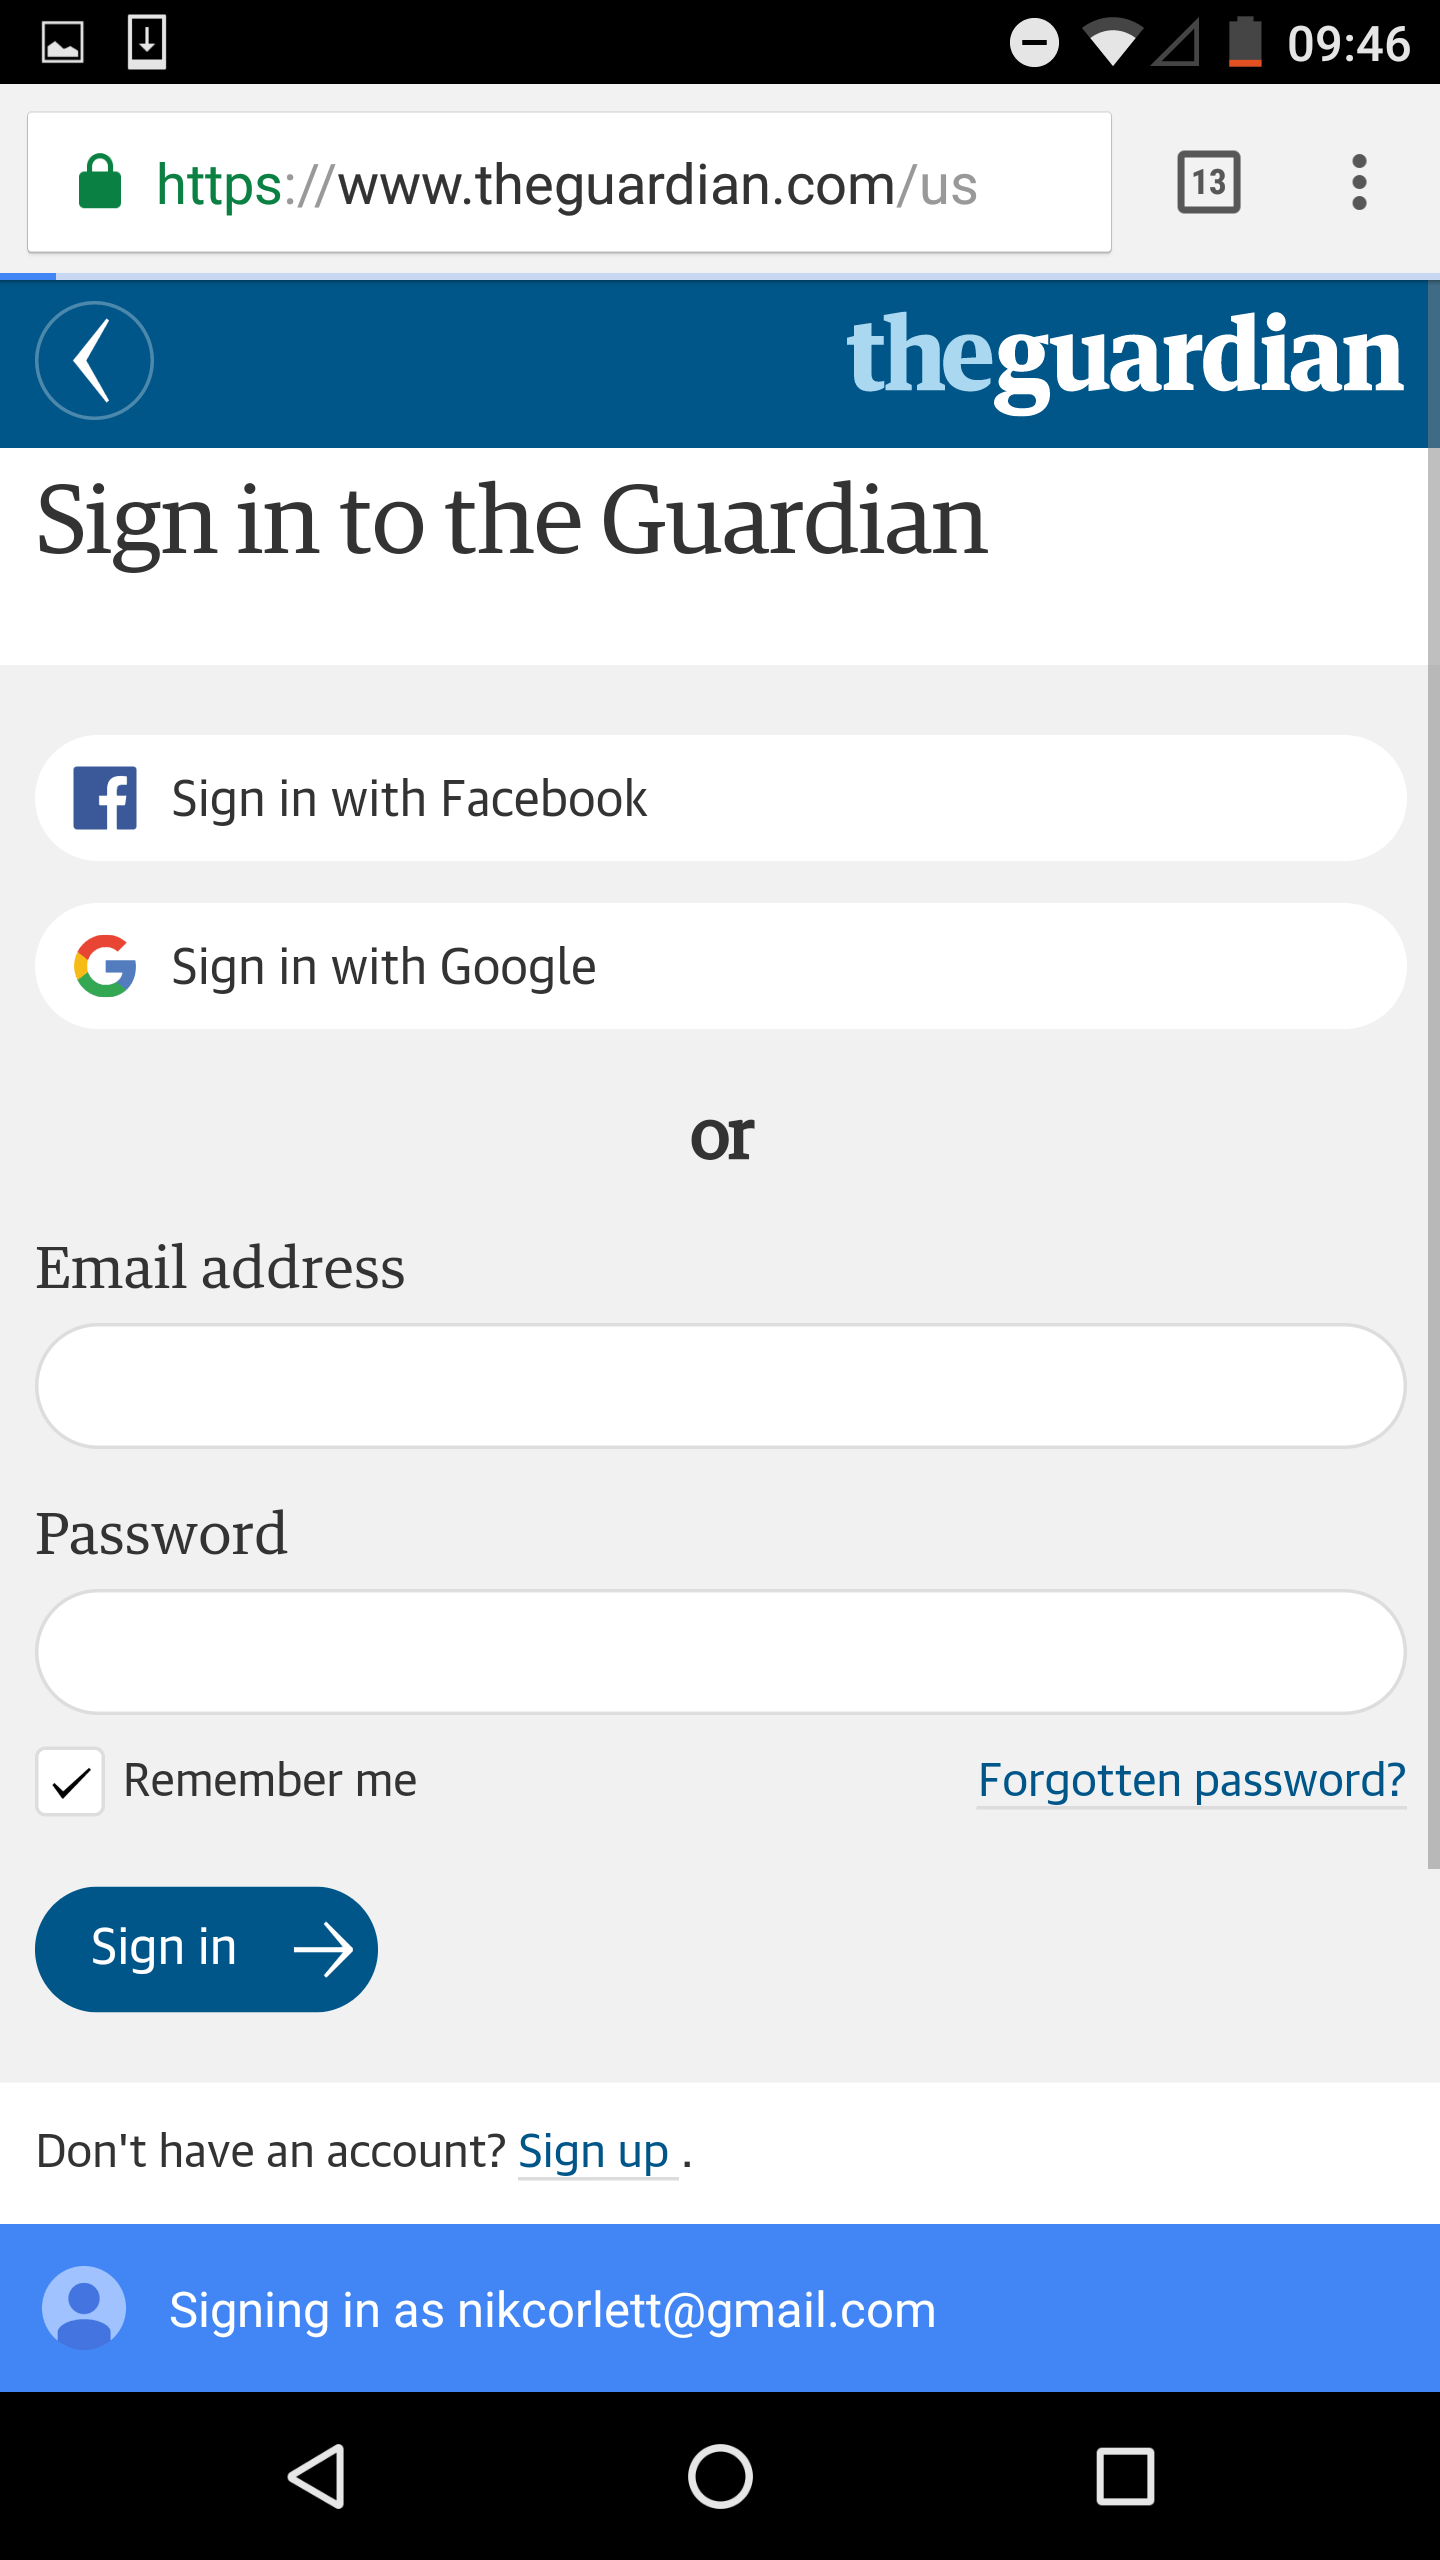 09:46
https://www.theguardian.com/us
13
theguardian
Sign in to the Guardian
Sign in with Facebook
Sign in with Google
or
Email address
Password
Remember me
Forgotten password?
Sign in
Don't have an account? Sign up .
Signing in as nikcorlett@gmail.com